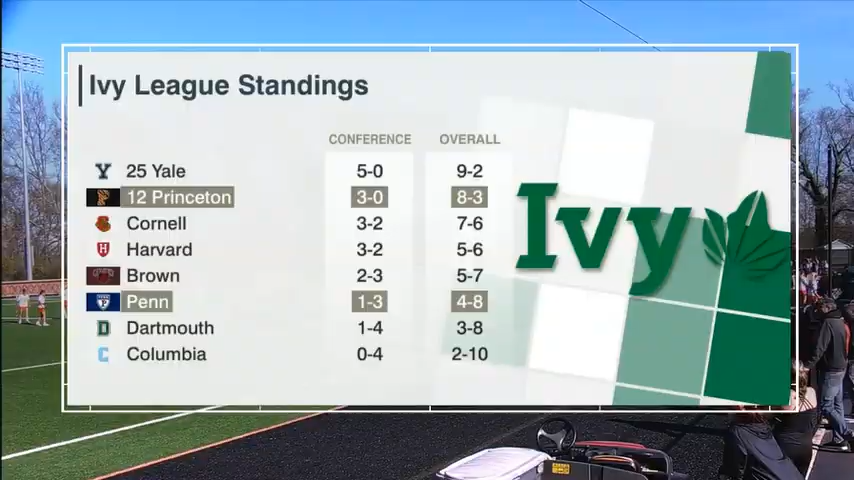 Ivy League Standings
CONFERENCE OVERALL
25 Yale 5-0 9-2
12 Princeton 3-0 8-3
Cornell 3-2 7-6
Harvard 3-2 5-6
Brown 2-3 5-7
Penn 1-3 4-8
Dartmouth 1-4 3-8
Columbia 0-4 2-10
Ivy